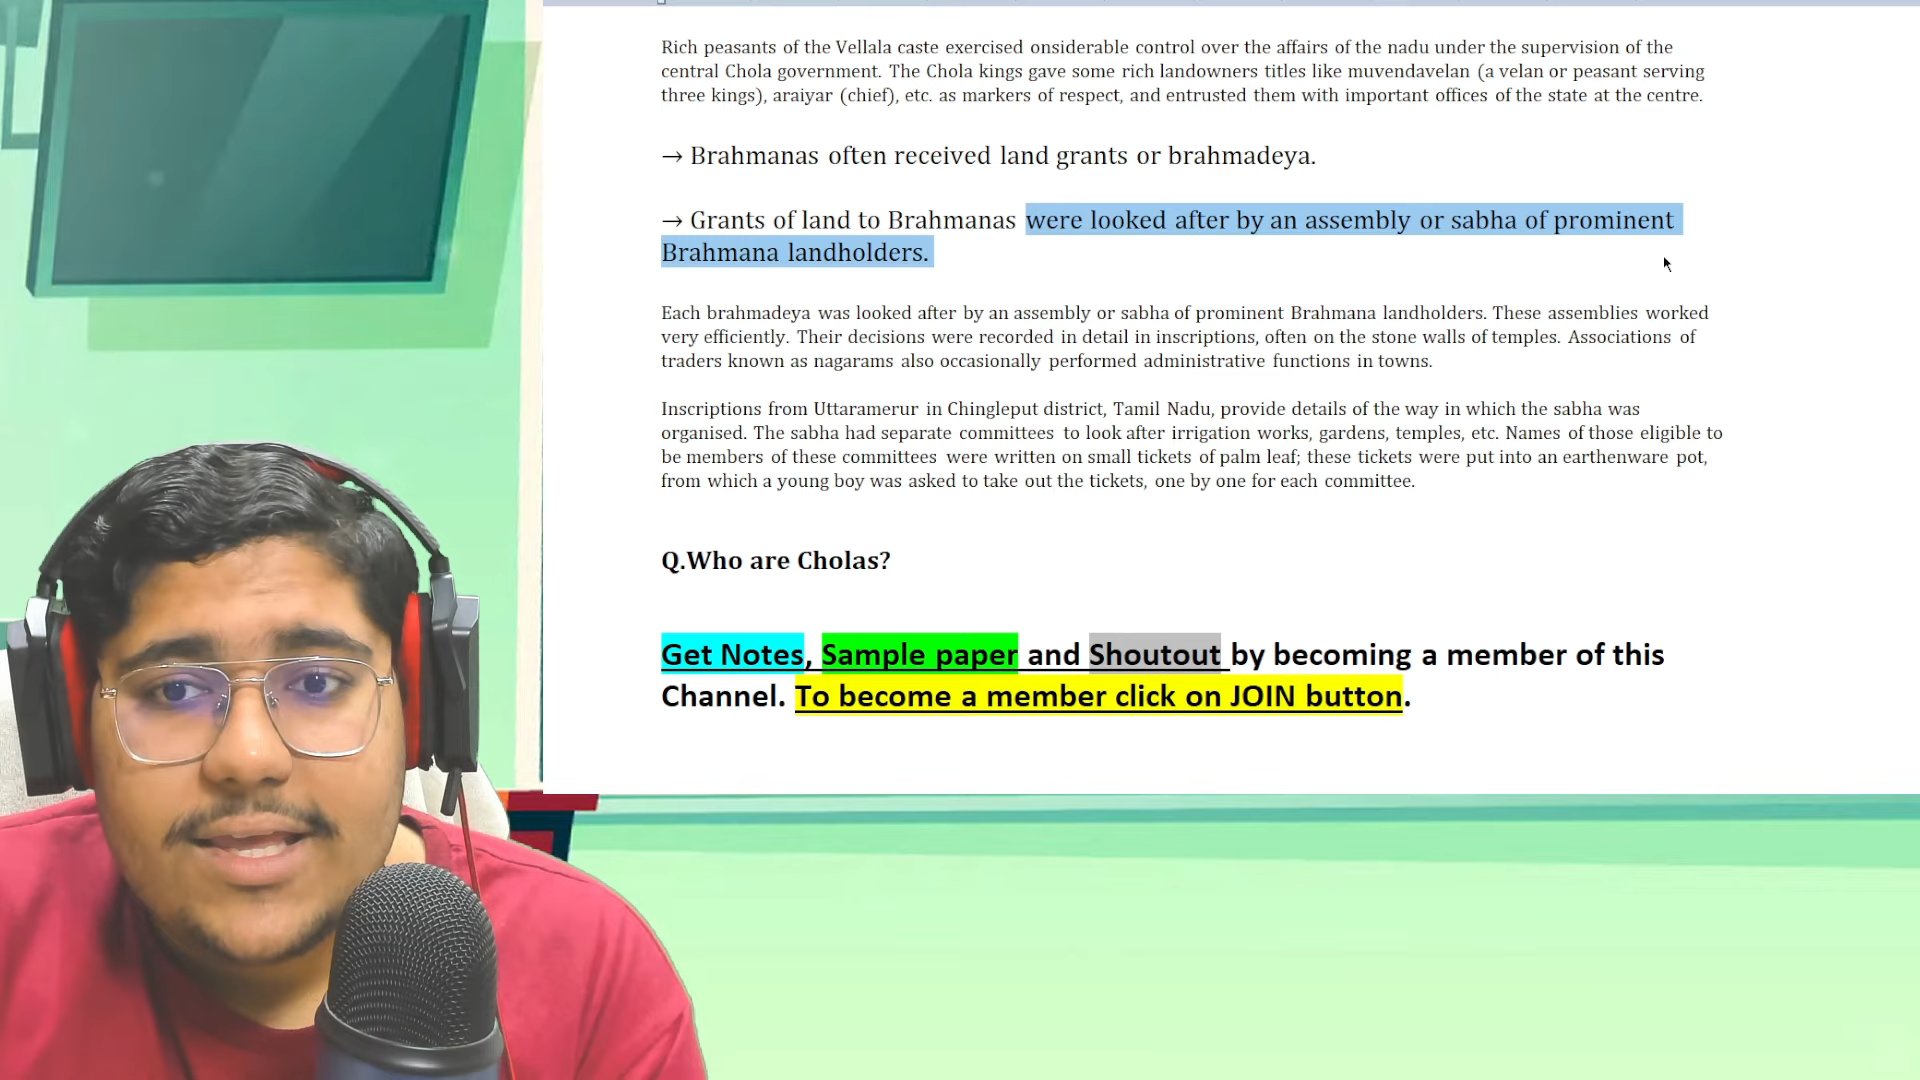 Rich peasants of the Vellala caste exercised onsiderable control over the affairs of the nadu under the supervision of the
central Chola government. The Chola kings gave some rich landowners titles like muvendavelan (a velan or peasant serving
three kings), araiyar (chief), etc. as markers of respect, and entrusted them with important offices of the state at the centre.
→ Brahmanas often received land grants or brahmadeya.
→ Grants of land to Brahmanas were looked after by an assembly or sabha of prominent
Brahmana landholders.
Each brahmadeya was looked after by an assembly or sabha of prominent Brahmana landholders. These assemblies worked
very efficiently. Their decisions were recorded in detail in inscriptions, often on the stone walls of temples. Associations of
traders known as nagarams also occasionally performed administrative functions in towns.
Inscriptions from Uttaramerur in Chingleput district, Tamil Nadu, provide details of the way in which the sabha was
organised. The sabha had separate committees to look after irrigation works, gardens, temples, etc. Names of those eligible to
be members of these committees were written on small tickets of palm leaf; these tickets were put into an earthenware pot,
from which a young boy was asked to take out the tickets, one by one for each committee.
Q.Who are Cholas?
Get Notes, Sample paper and Shoutout by becoming a member of this
Channel. To become a member click on JOIN button.